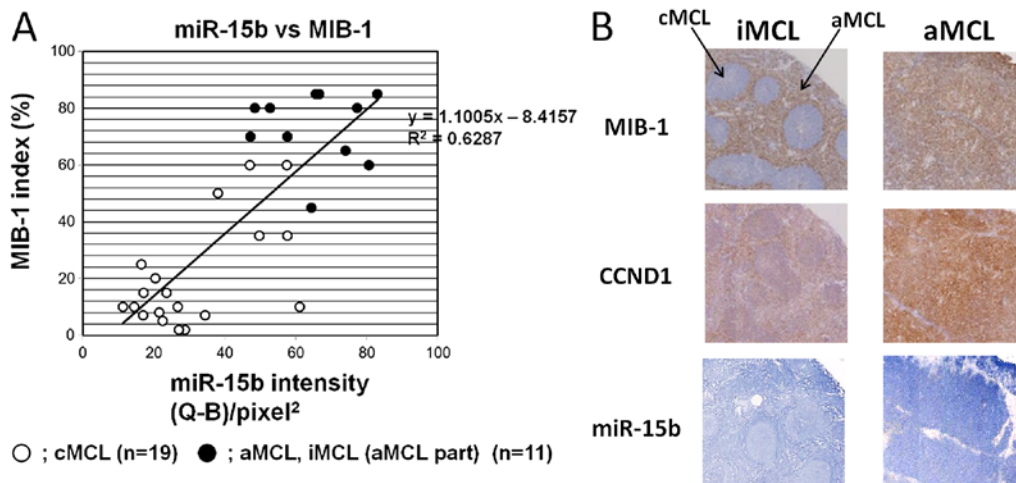 A
miR-15b vs MIB-1
100
80
60
40
20
0
MIB-1 index (%)
y = 1.1005x – 8.4157
R² = 0.6287
0 20 40 60 80 100
miR-15b intensity
(Q-B)/pixel²
; cMCL (n=19) ; aMCL, iMCL (aMCL part) (n=11)
B
cMCL aMCL
iMCL aMCL
MIB-1
CCND1
miR-15b